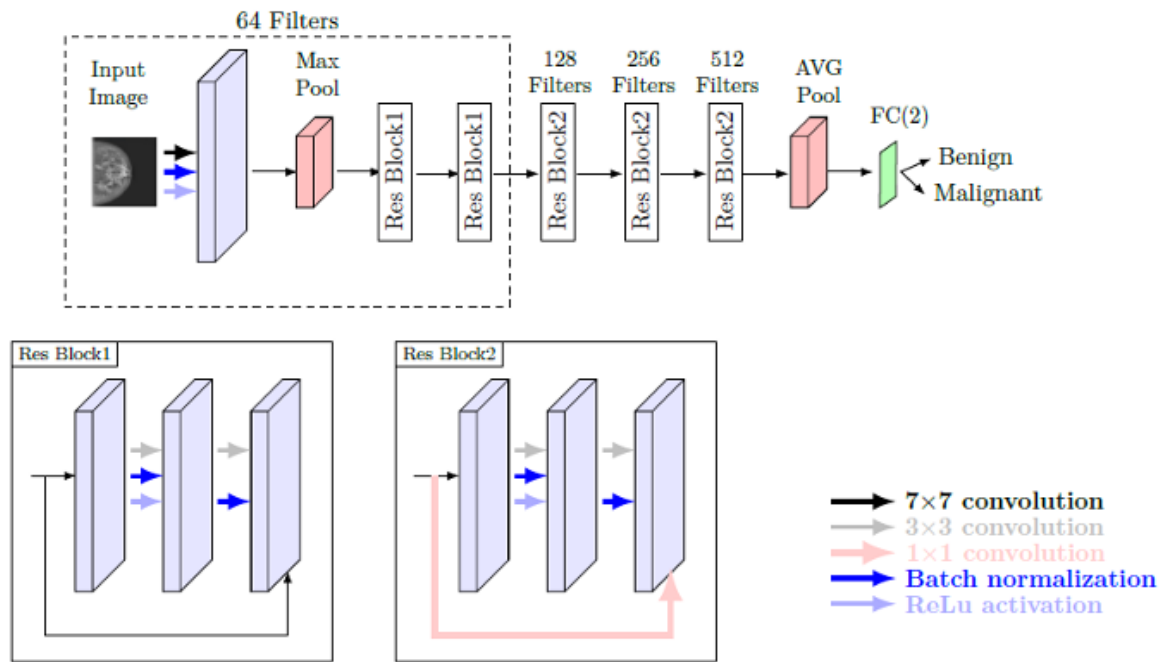 64 Filters
Input
Image
Max
Pool
Res Block1
Res Block1
128
Filters
Res Block2
256
Filters
Res Block2
512
Filters
Res Block2
AVG
Pool
FC(2)
Benign
Malignant
Res Block1
Res Block2
7×7 convolution
3×3 convolution
1×1 convolution
Batch normalization
ReLu activation